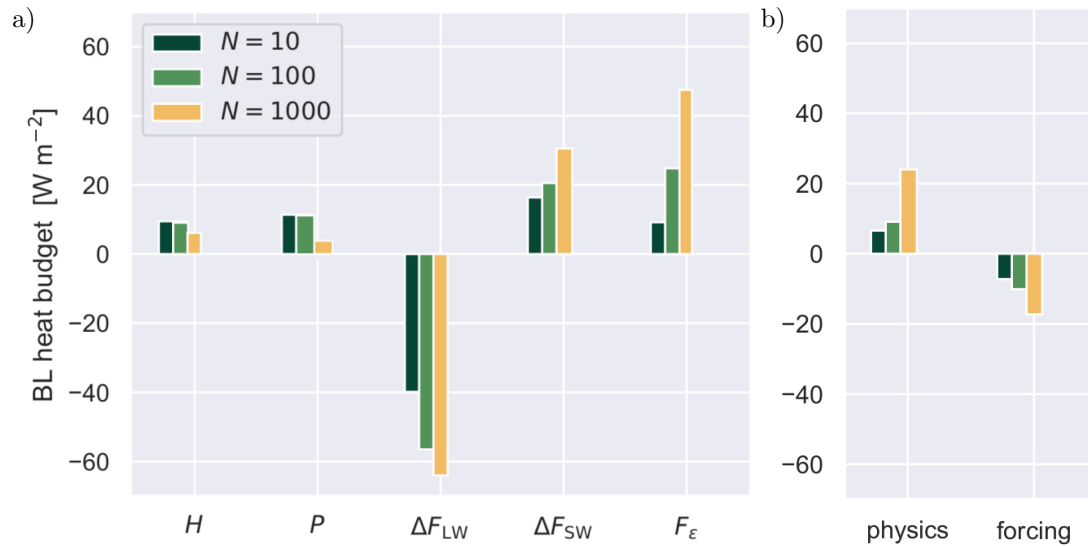 a)
N = 10
N = 100
N = 1000
BL heat budget [W m⁻²]
60
40
20
0
−20
−40
−60
H P ΔF_LW ΔF_SW F_ε
b)
60
40
20
0
−20
−40
−60
physics forcing